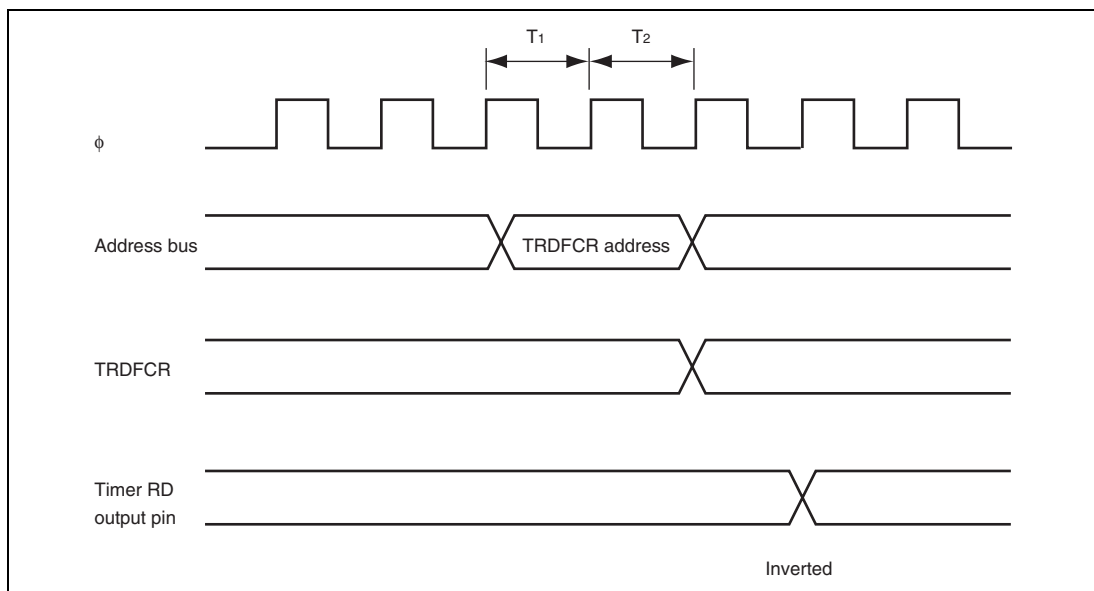 T1 T2
ϕ
Address bus
TRDFCR address
TRDFCR
Timer RD
output pin
Inverted